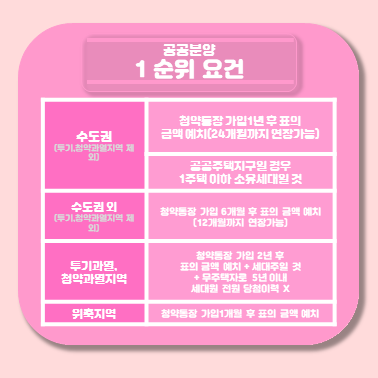 공공분양
1 순위 요건
수도권
(투기,청약과열지역 제
외)
청약통장 가입1년 후 표의
금액 예치(24개월까지 연장가능)
공공주택지구일 경우
1주택 이하 소유세대일 것
수도권 외
(투기,청약과열지역 제
외)
청약통장 가입 6개월 후 표의 금액 예치
(12개월까지 연장가능)
투기과열,
청약과열지역
청약통장 가입 2년 후
표의 금액 예치 + 세대주일 것
+ 무주택자로 5년 이내
세대원 전원 당첨이력 X
위축지역
청약통장 가입1개월 후 표의 금액 예치